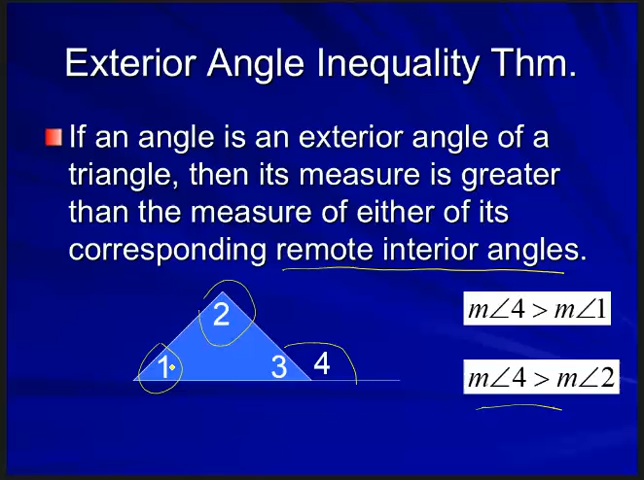 Exterior Angle Inequality Thm.
If an angle is an exterior angle of a
triangle, then its measure is greater
than the measure of either of its
corresponding remote interior angles.
m∠4 > m∠1
2
1
3
4
m∠4 > m∠2